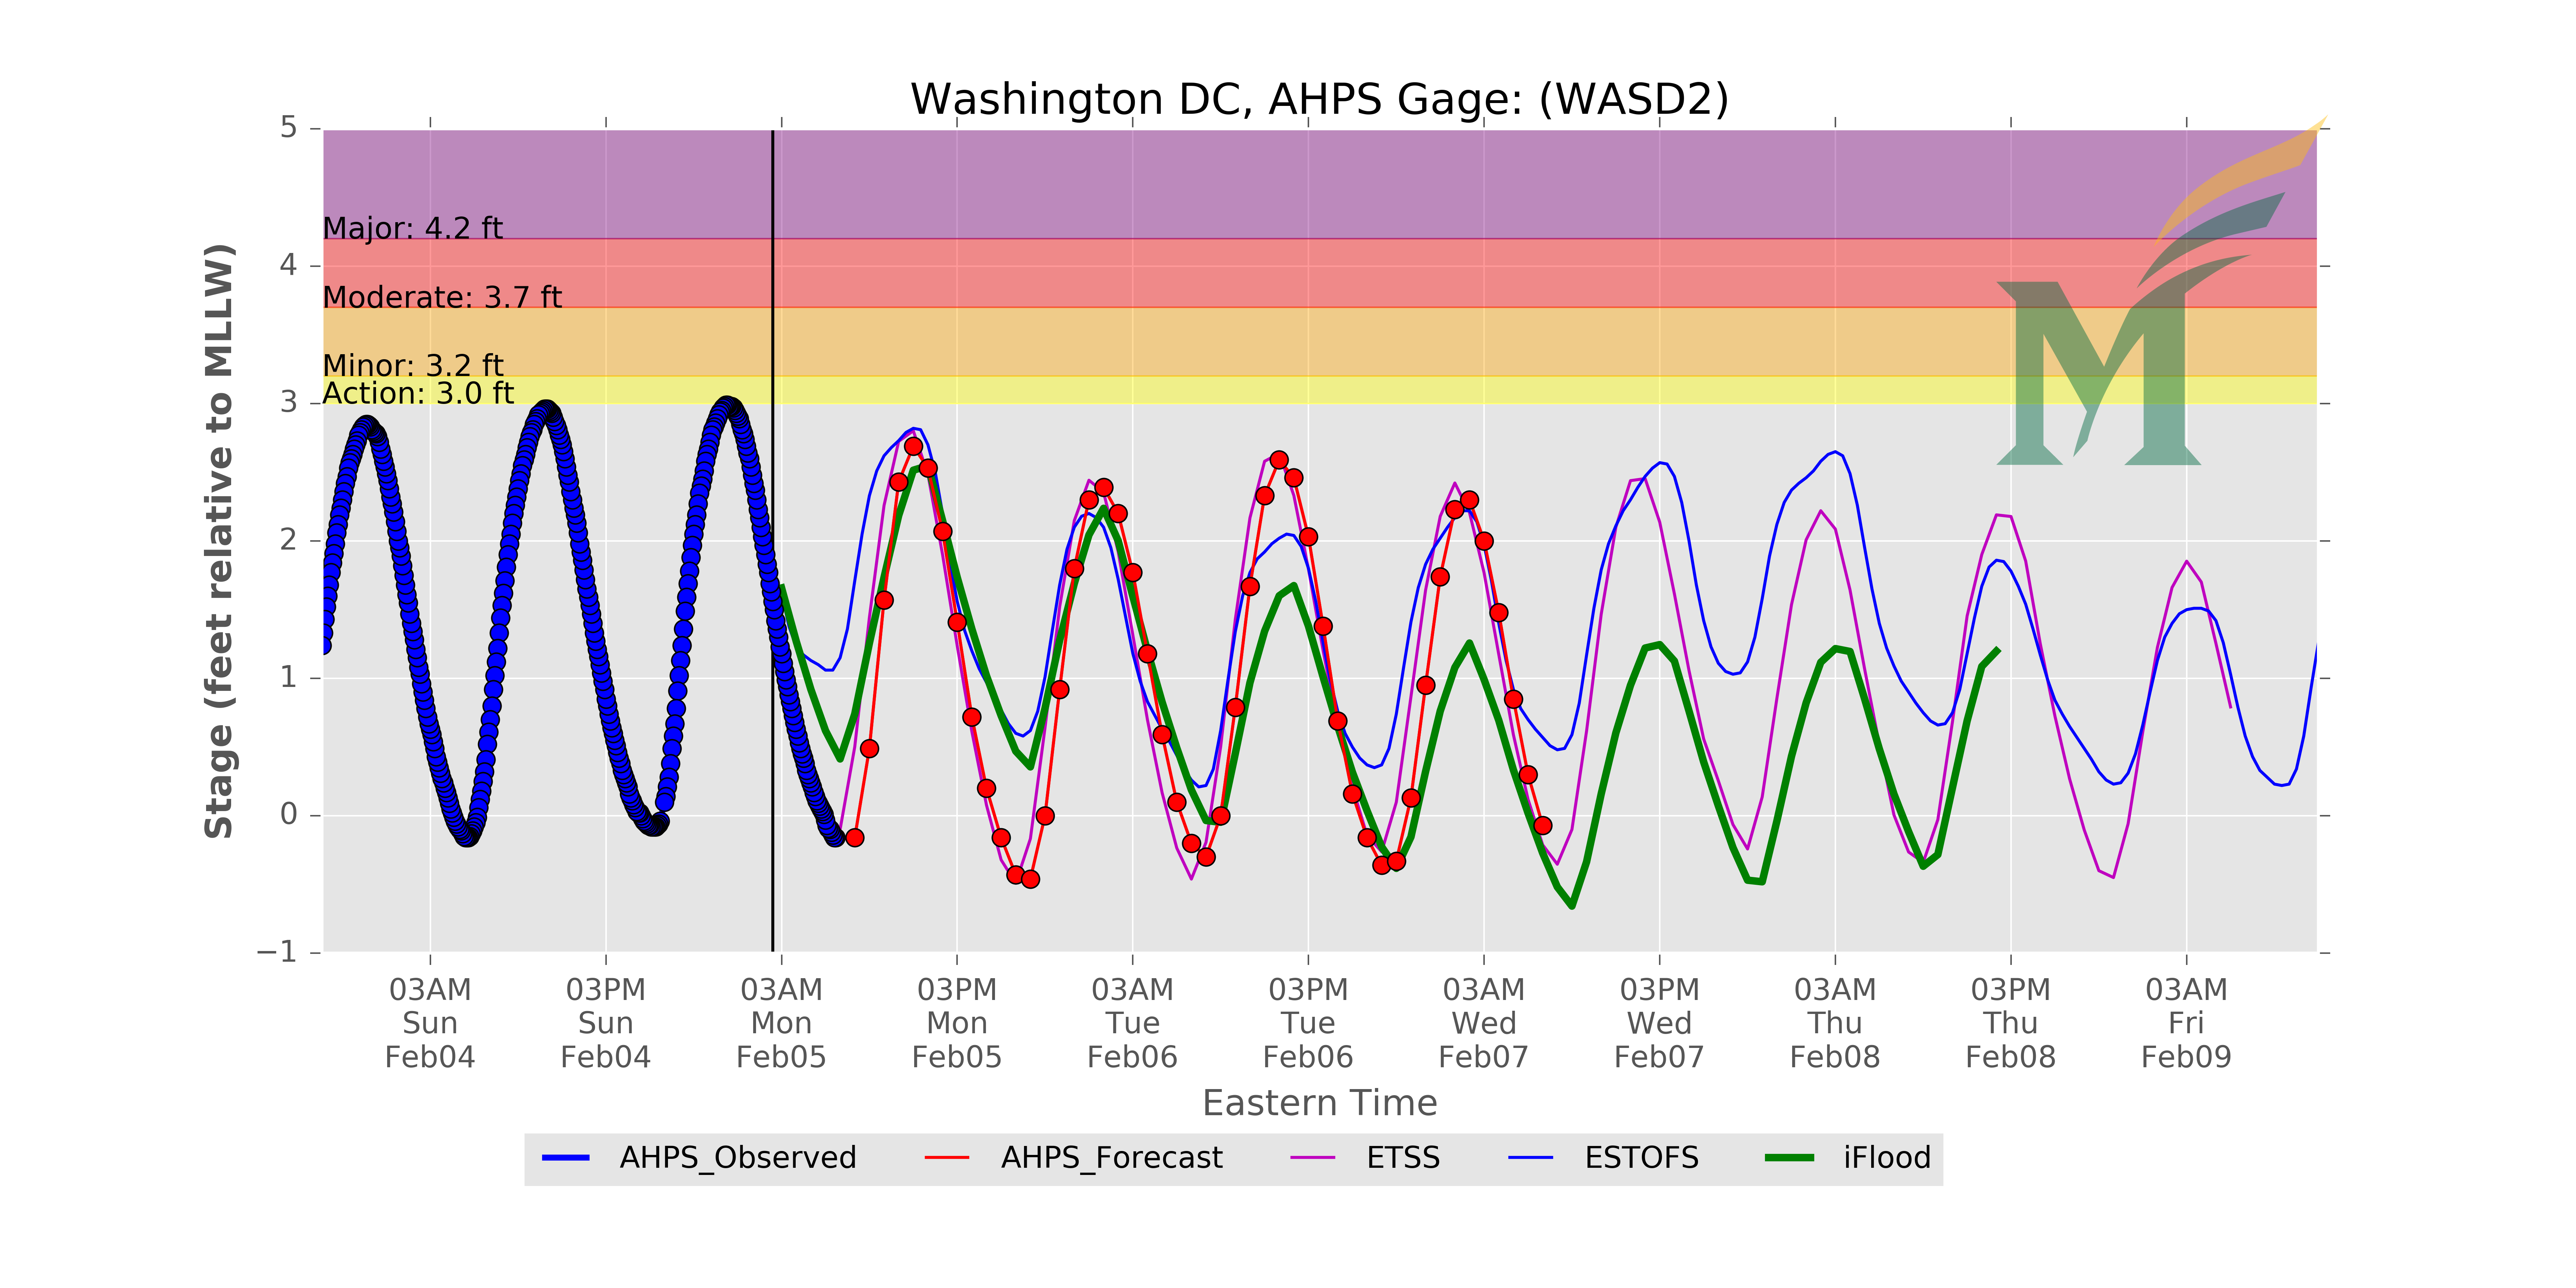 Washington DC, AHPS Gage: (WASD2)
Stage (feet relative to MLLW)
5
4
3
2
1
0
−1
Major: 4.2 ft
Moderate: 3.7 ft
Minor: 3.2 ft
Action: 3.0 ft
03AM 03PM 03AM 03PM 03AM 03PM 03AM 03PM 03AM 03PM 03AM
Sun Sun Mon Mon Tue Tue Wed Wed Thu Thu Fri
Feb04 Feb04 Feb05 Feb05 Feb06 Feb06 Feb07 Feb07 Feb08 Feb08 Feb09
Eastern Time
AHPS_Observed AHPS_Forecast ETSS ESTOFS iFlood